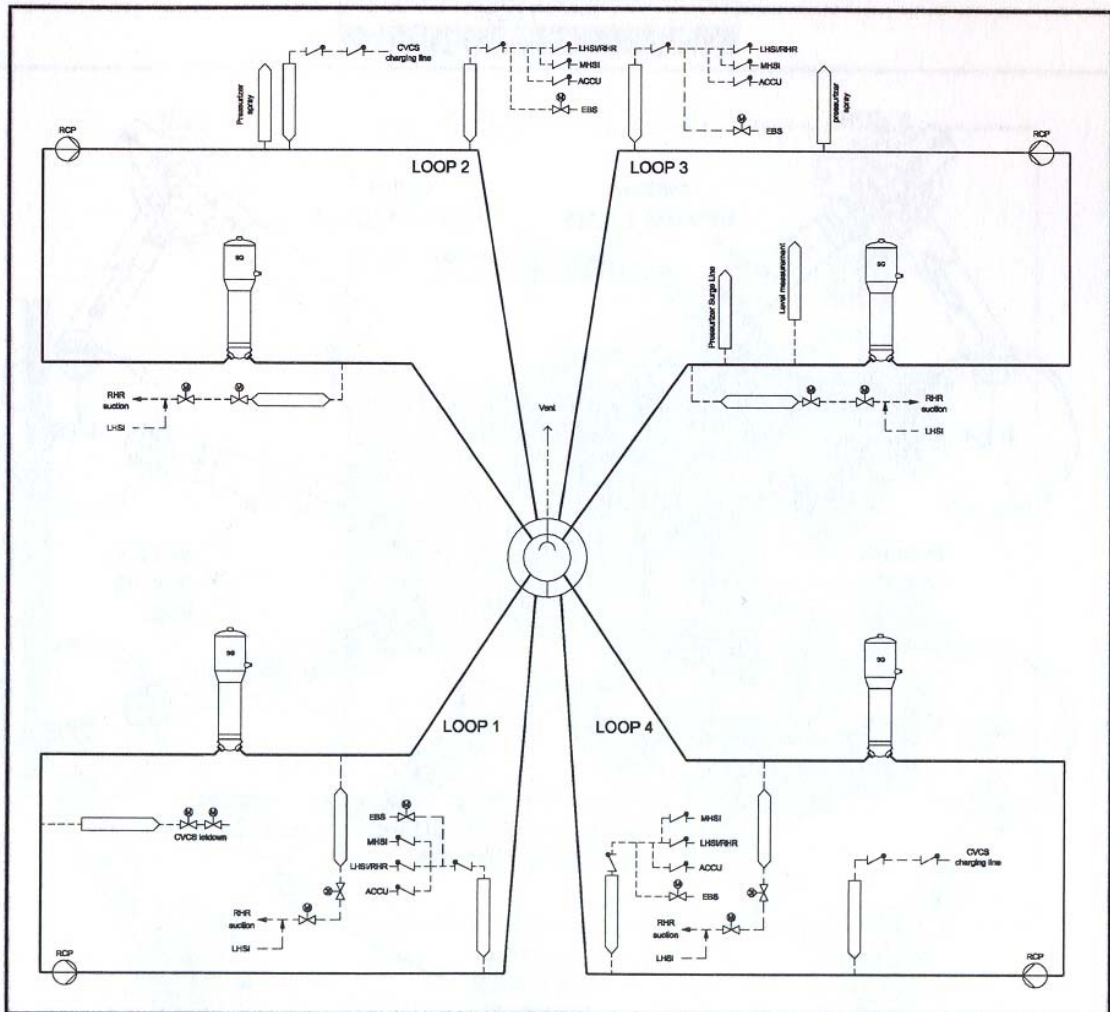 CVCS
charging line
LHSI/RHR
MHSI
ACCU
EBS
LHSI/RHR
MHSI
ACCU
EBS
Pressurizer
spray
pressurizer
spray
RCP
RCP
LOOP 2
LOOP 3
SG
SG
Pressurizer Surge Line
Level measurement
M
M
M
M
M
M
RHR
suction
LHSI
RHR
suction
LHSI
Vent
SG
SG
LOOP 1
LOOP 4
M
M
CVCS letdown
M
EBS
MHSI
LHSI/RHR
ACCU
M
M
RHR
suction
LHSI
MHSI
LHSI/RHR
ACCU
M
EBS
M
M
RHR
suction
LHSI
CVCS
charging line
RCP
RCP